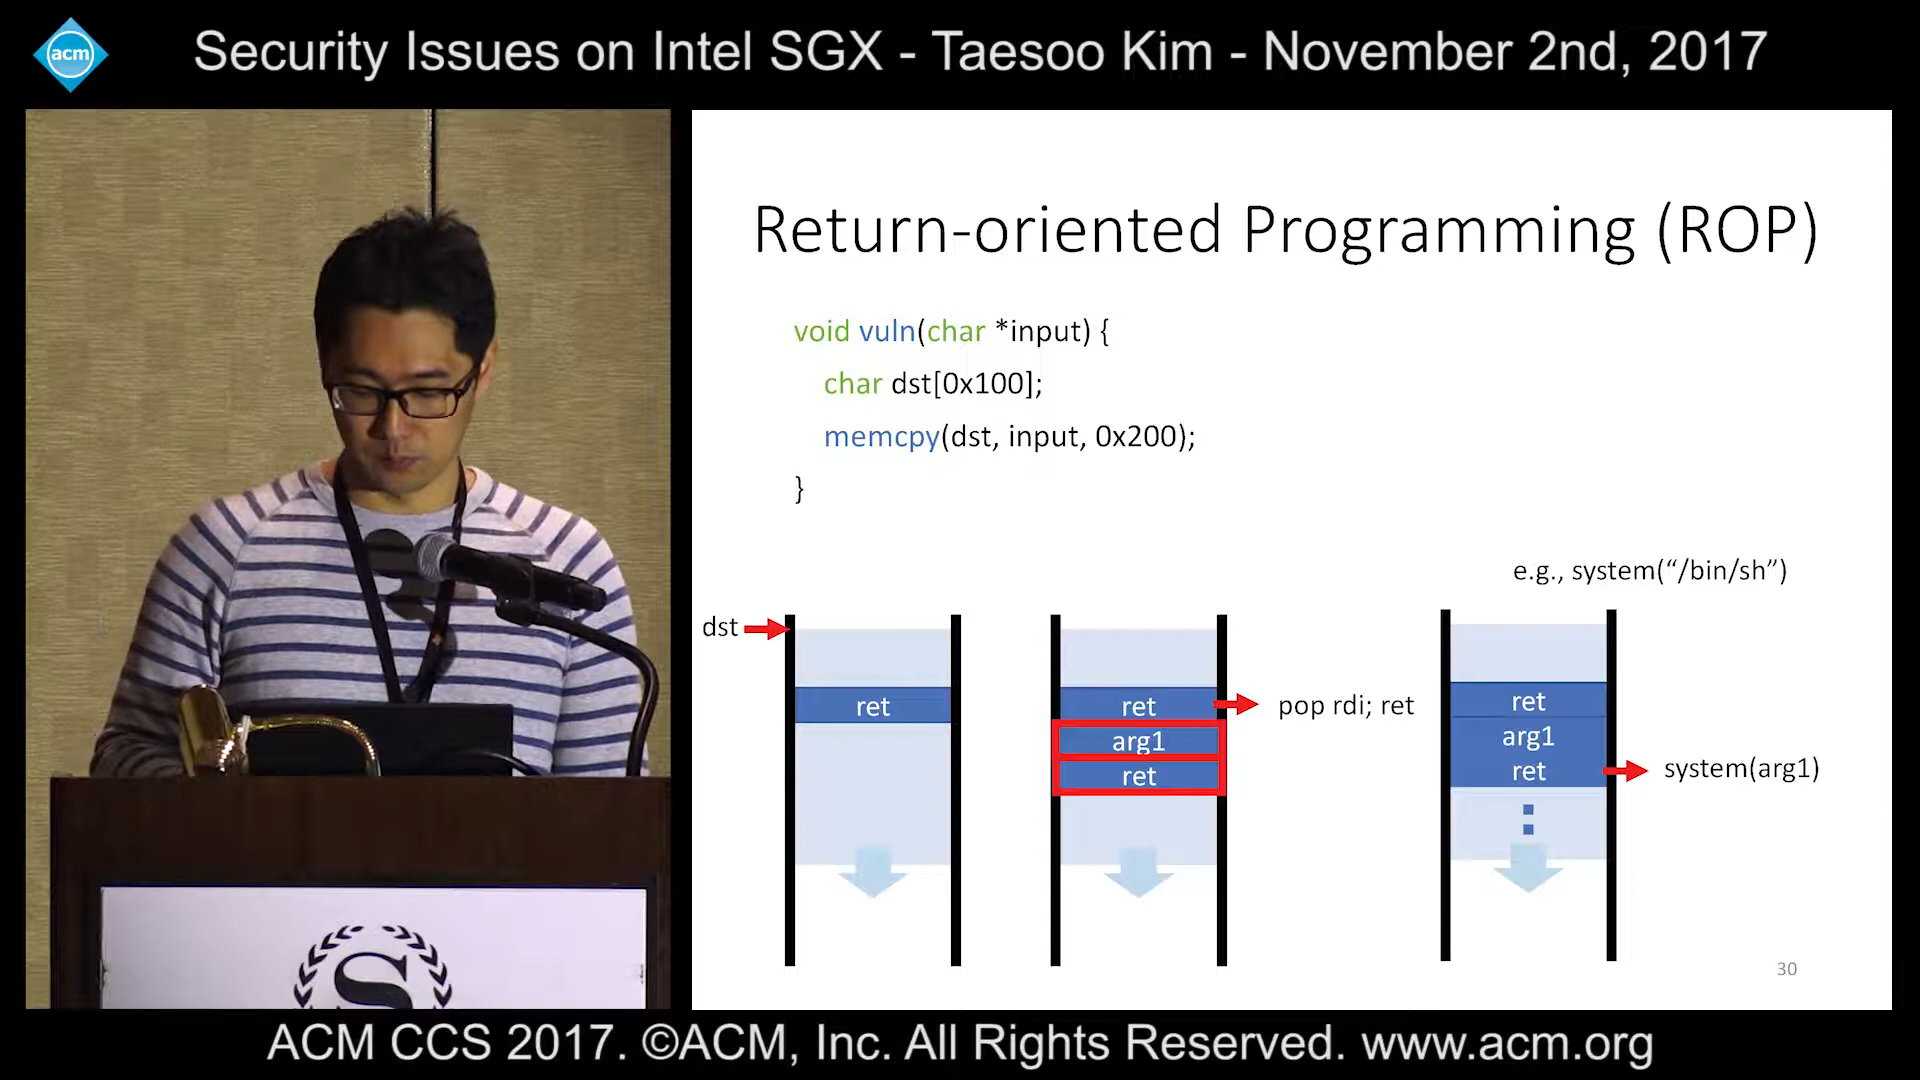 acm
Security Issues on Intel SGX - Taesoo Kim - November 2nd, 2017
Return-oriented Programming (ROP)
void vuln(char *input) {
char dst[0x100];
memcpy(dst, input, 0x200);
}
e.g., system(“/bin/sh”)
dst
ret
ret
arg1
ret
pop rdi; ret
ret
arg1
ret
system(arg1)
30
S
ACM CCS 2017. ©ACM, Inc. All Rights Reserved. www.acm.org